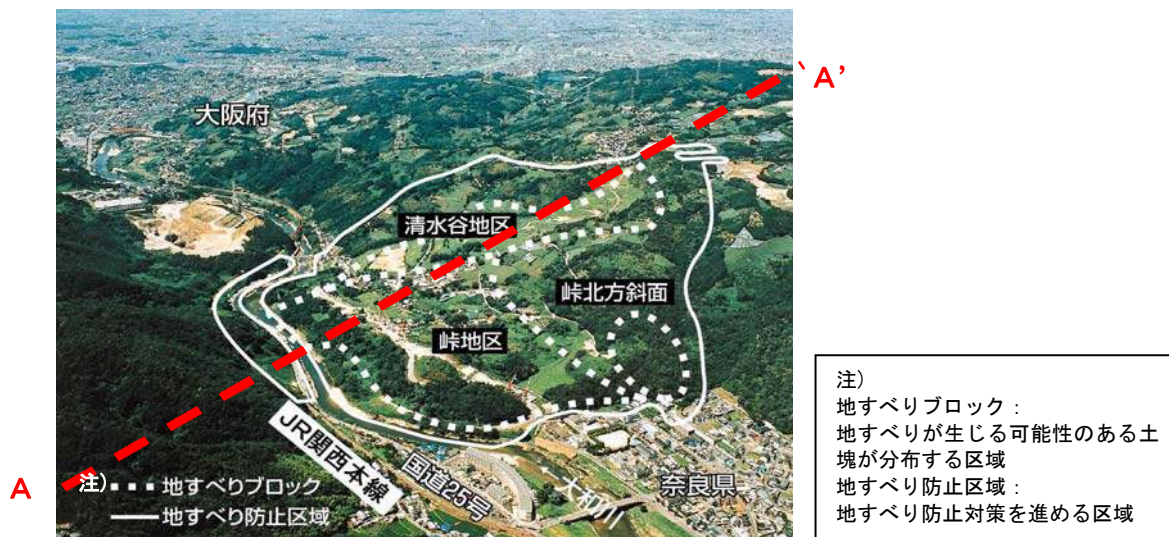 A'
大阪府
清水谷地区
峠北方斜面
峠地区
JR関西本線
国道25号
大和川
奈良県
A
注)
地すべりブロック
地すべり防止区域
注)
地すべりブロック:
地すべりが生じる可能性のある土
塊が分布する区域
地すべり防止区域:
地すべり防止対策を進める区域